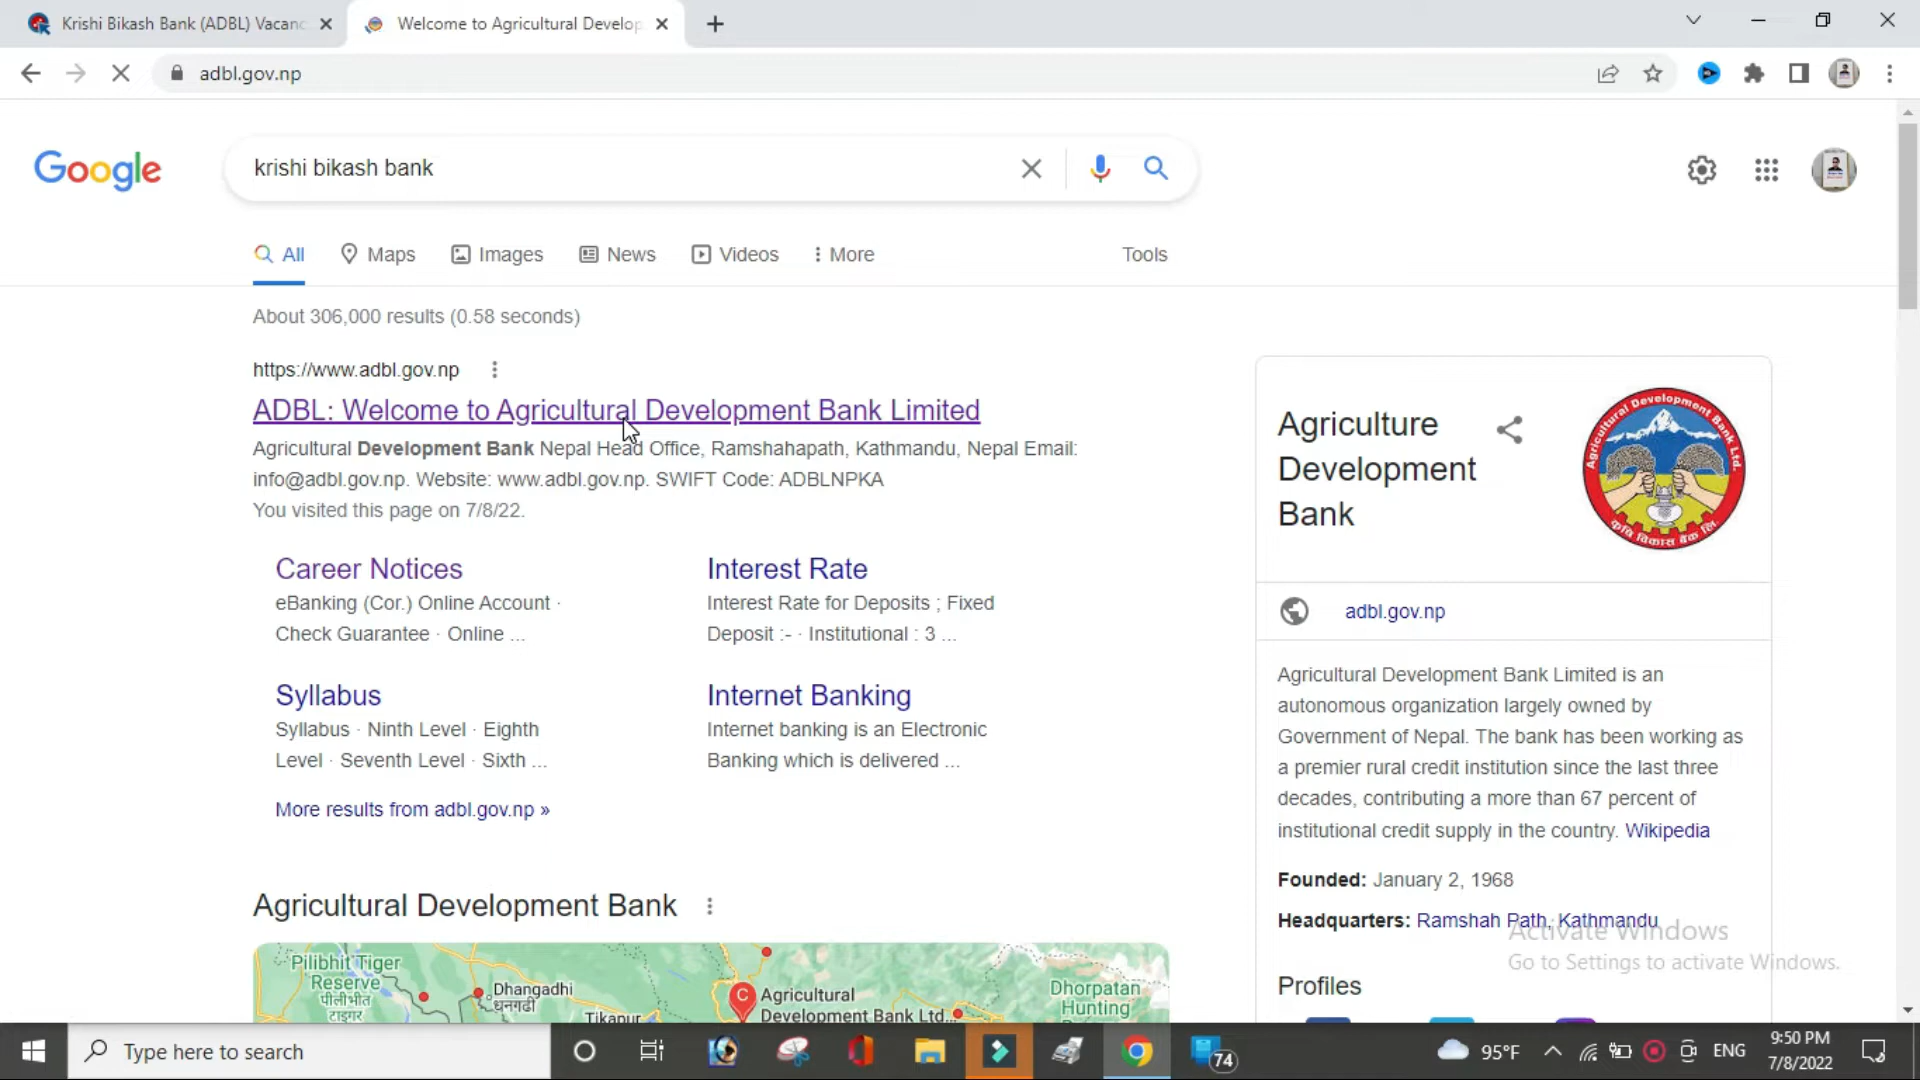 Krishi Bikash Bank (ADBL) Vacanc
Welcome to Agricultural Develop
adbl.gov.np
Google
krishi bikash bank
All
Maps
Images
News
Videos
More
Tools
About 306,000 results (0.58 seconds)
https://www.adbl.gov.np
ADBL: Welcome to Agricultural Development Bank Limited
Agricultural Development Bank Nepal Head Office, Ramshahapath, Kathmandu, Nepal Email:
info@adbl.gov.np. Website: www.adbl.gov.np. SWIFT Code: ADBLNPKA
You visited this page on 7/8/22.
Career Notices
eBanking (Cor.) Online Account ·
Check Guarantee · Online ...
Interest Rate
Interest Rate for Deposits ; Fixed
Deposit :- · Institutional : 3 ...
Syllabus
Syllabus · Ninth Level · Eighth
Level · Seventh Level · Sixth ...
Internet Banking
Internet banking is an Electronic
Banking which is delivered ...
More results from adbl.gov.np »
Agricultural Development Bank
Pilibhit Tiger
Reserve
पीलीभीत
टाइगर
Dhangadhi
धनगढी
Tikapur
C
Agricultural
Development Bank Ltd...
Dhorpatan
Hunting
Agriculture
Development
Bank
Agricultural Development Bank Ltd.
कृषि विकास बैंक लि.
adbl.gov.np
Agricultural Development Bank Limited is an
autonomous organization largely owned by
Government of Nepal. The bank has been working as
a premier rural credit institution since the last three
decades, contributing a more than 67 percent of
institutional credit supply in the country. Wikipedia
Founded: January 2, 1968
Headquarters: Ramshah Path, Kathmandu
Activate Windows
Go to Settings to activate Windows.
Profiles
Type here to search
74
95°F
ENG
9:50 PM
7/8/2022